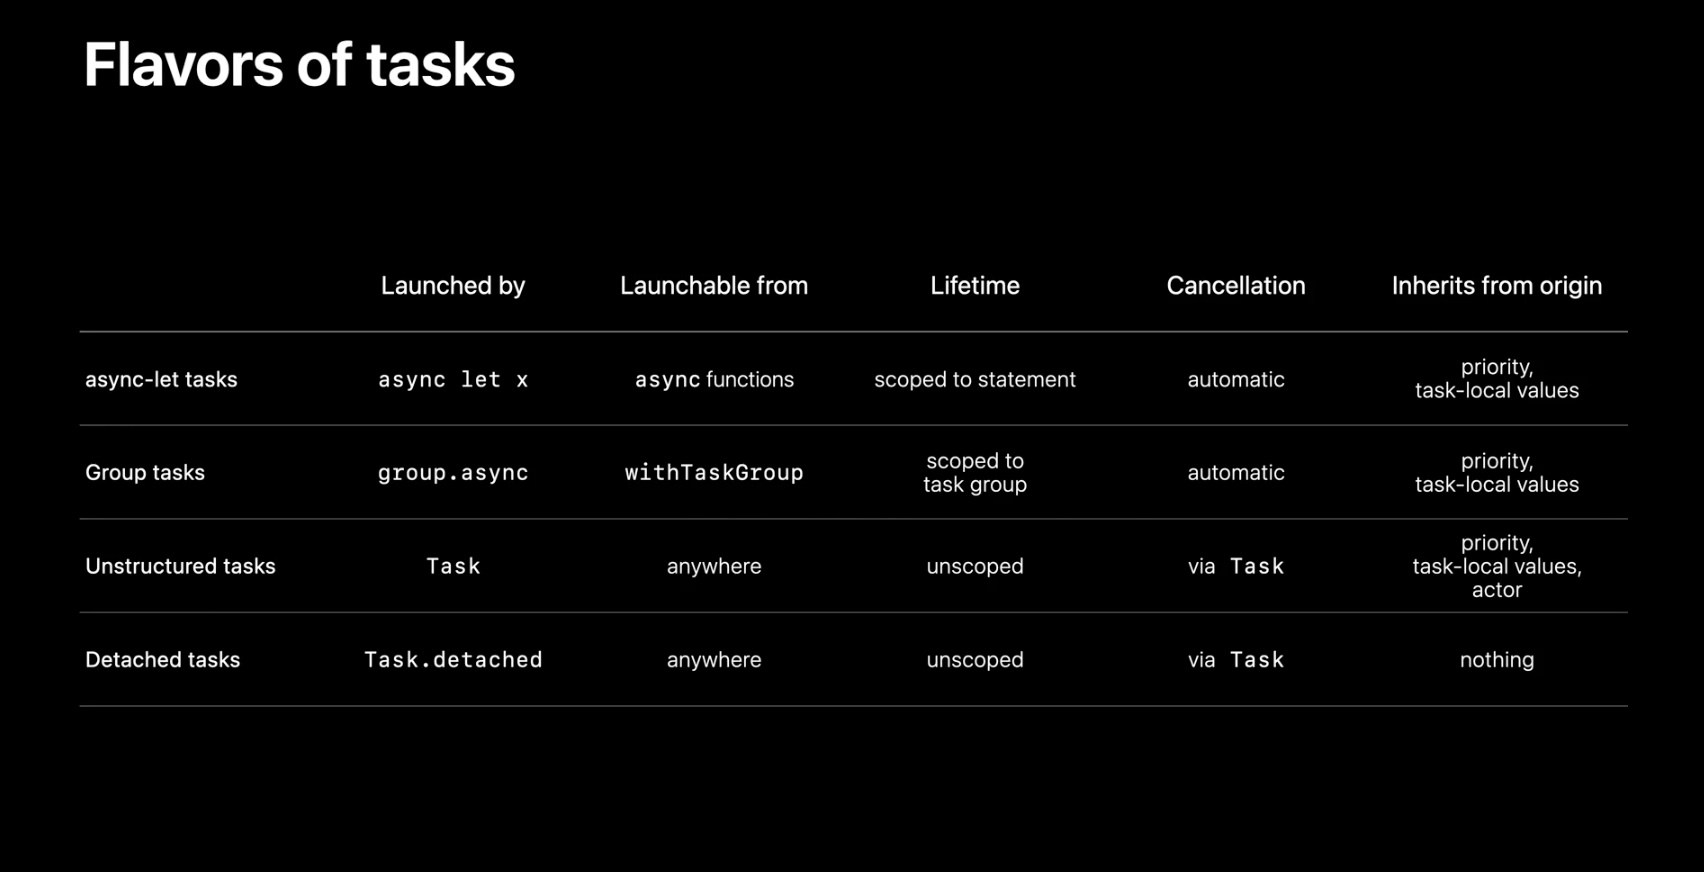 Flavors of tasks
Launched by Launchable from Lifetime Cancellation Inherits from origin
async-let tasks async let x async functions scoped to statement automatic priority,
task-local values
Group tasks group.async withTaskGroup scoped to
task group automatic priority,
task-local values
Unstructured tasks Task anywhere unscoped via Task priority,
task-local values,
actor
Detached tasks Task.detached anywhere unscoped via Task nothing